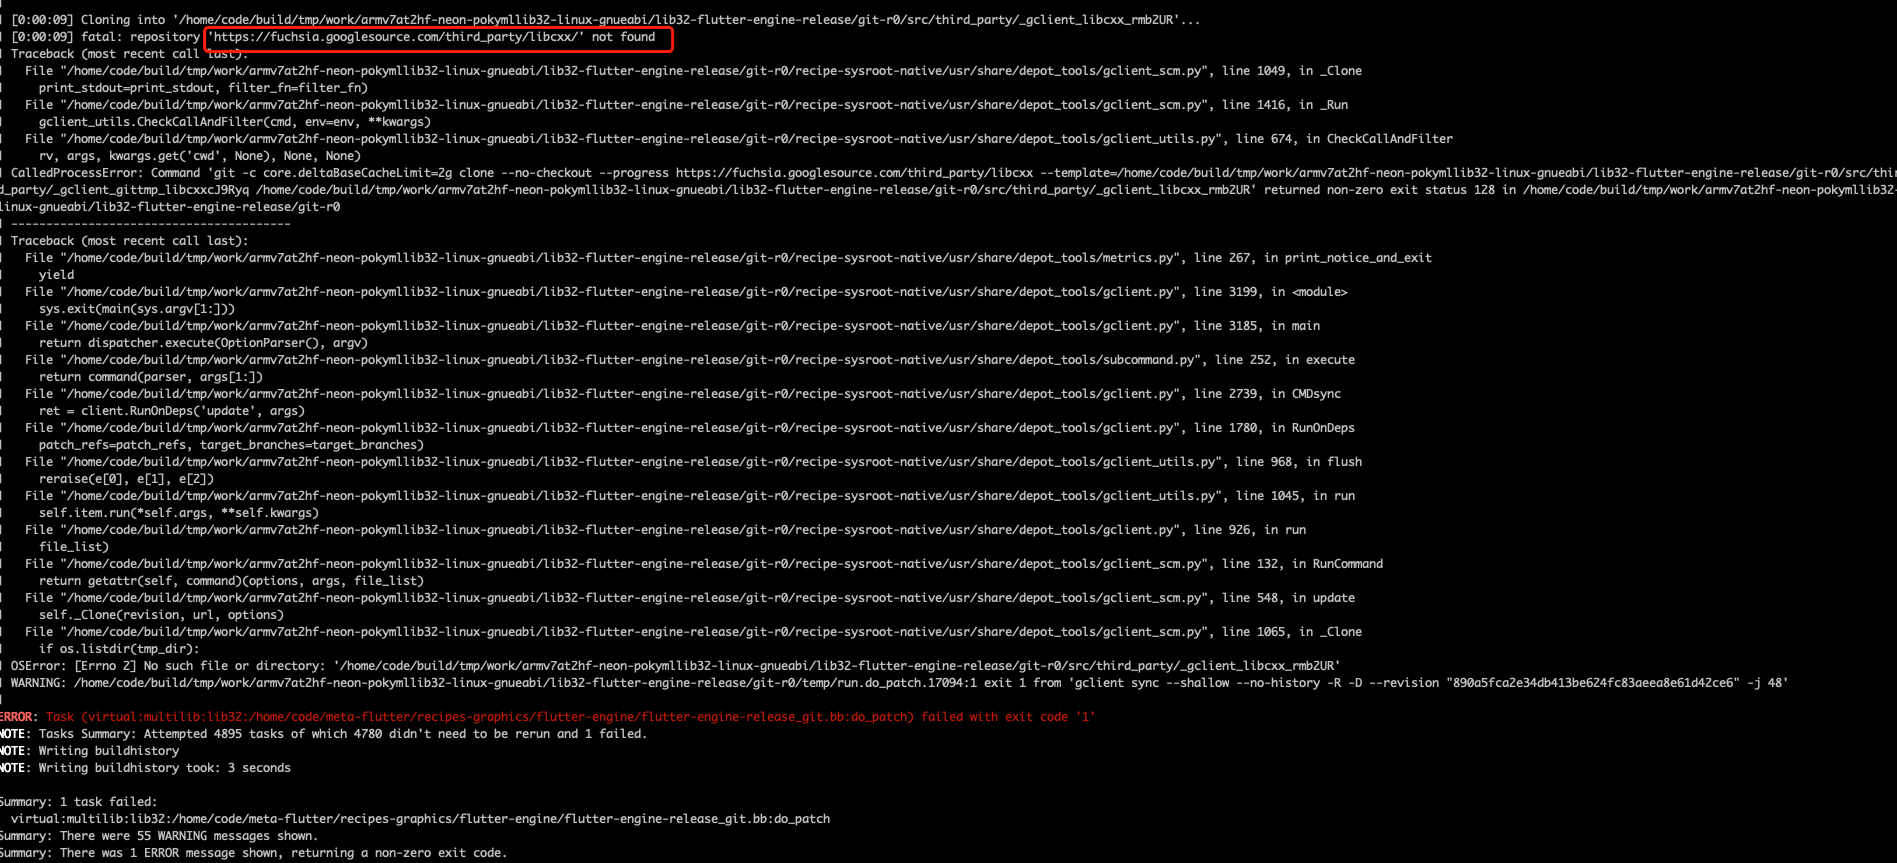 [0:00:09] Cloning into '/home/code/build/tmp/work/armv7at2hf-neon-pokymllib32-linux-gnueabi/lib32-flutter-engine-release/git-r0/src/third_party/_gclient_libcxx_rmb2UR'...
[0:00:09] fatal: repository 'https://fuchsia.googlesource.com/third_party/libcxx/' not found
Traceback (most recent call last):
File "/home/code/build/tmp/work/armv7at2hf-neon-pokymllib32-linux-gnueabi/lib32-flutter-engine-release/git-r0/recipe-sysroot-native/usr/share/depot_tools/gclient_scm.py", line 1049, in _Clone
print_stdout=print_stdout, filter_fn=filter_fn)
File "/home/code/build/tmp/work/armv7at2hf-neon-pokymllib32-linux-gnueabi/lib32-flutter-engine-release/git-r0/recipe-sysroot-native/usr/share/depot_tools/gclient_scm.py", line 1416, in _Run
gclient_utils.CheckCallAndFilter(cmd, env=env, **kwargs)
File "/home/code/build/tmp/work/armv7at2hf-neon-pokymllib32-linux-gnueabi/lib32-flutter-engine-release/git-r0/recipe-sysroot-native/usr/share/depot_tools/gclient_utils.py", line 674, in CheckCallAndFilter
rv, args, kwargs.get('cwd', None), None, None)
CalledProcessError: Command 'git -c core.deltaBaseCacheLimit=2g clone --no-checkout --progress https://fuchsia.googlesource.com/third_party/libcxx --template=/home/code/build/tmp/work/armv7at2hf-neon-pokymllib32-linux-gnueabi/lib32-flutter-engine-release/git-r0/src/thir
d_party/_gclient_gittmp_libcxxcJ9Ryq /home/code/build/tmp/work/armv7at2hf-neon-pokymllib32-linux-gnueabi/lib32-flutter-engine-release/git-r0/src/third_party/_gclient_libcxx_rmb2UR' returned non-zero exit status 128 in /home/code/build/tmp/work/armv7at2hf-neon-pokymllib32-
linux-gnueabi/lib32-flutter-engine-release/git-r0
----------------------------------------
Traceback (most recent call last):
File "/home/code/build/tmp/work/armv7at2hf-neon-pokymllib32-linux-gnueabi/lib32-flutter-engine-release/git-r0/recipe-sysroot-native/usr/share/depot_tools/metrics.py", line 267, in print_notice_and_exit
yield
File "/home/code/build/tmp/work/armv7at2hf-neon-pokymllib32-linux-gnueabi/lib32-flutter-engine-release/git-r0/recipe-sysroot-native/usr/share/depot_tools/gclient.py", line 3199, in <module>
sys.exit(main(sys.argv[1:]))
File "/home/code/build/tmp/work/armv7at2hf-neon-pokymllib32-linux-gnueabi/lib32-flutter-engine-release/git-r0/recipe-sysroot-native/usr/share/depot_tools/gclient.py", line 3185, in main
return dispatcher.execute(OptionParser(), argv)
File "/home/code/build/tmp/work/armv7at2hf-neon-pokymllib32-linux-gnueabi/lib32-flutter-engine-release/git-r0/recipe-sysroot-native/usr/share/depot_tools/subcommand.py", line 252, in execute
return command(parser, args[1:])
File "/home/code/build/tmp/work/armv7at2hf-neon-pokymllib32-linux-gnueabi/lib32-flutter-engine-release/git-r0/recipe-sysroot-native/usr/share/depot_tools/gclient.py", line 2739, in CMDsync
ret = client.RunOnDeps('update', args)
File "/home/code/build/tmp/work/armv7at2hf-neon-pokymllib32-linux-gnueabi/lib32-flutter-engine-release/git-r0/recipe-sysroot-native/usr/share/depot_tools/gclient.py", line 1780, in RunOnDeps
patch_refs=patch_refs, target_branches=target_branches)
File "/home/code/build/tmp/work/armv7at2hf-neon-pokymllib32-linux-gnueabi/lib32-flutter-engine-release/git-r0/recipe-sysroot-native/usr/share/depot_tools/gclient_utils.py", line 968, in flush
reraise(e[0], e[1], e[2])
File "/home/code/build/tmp/work/armv7at2hf-neon-pokymllib32-linux-gnueabi/lib32-flutter-engine-release/git-r0/recipe-sysroot-native/usr/share/depot_tools/gclient_utils.py", line 1045, in run
self.item.run(*self.args, **self.kwargs)
File "/home/code/build/tmp/work/armv7at2hf-neon-pokymllib32-linux-gnueabi/lib32-flutter-engine-release/git-r0/recipe-sysroot-native/usr/share/depot_tools/gclient.py", line 926, in run
file_list)
File "/home/code/build/tmp/work/armv7at2hf-neon-pokymllib32-linux-gnueabi/lib32-flutter-engine-release/git-r0/recipe-sysroot-native/usr/share/depot_tools/gclient_scm.py", line 132, in RunCommand
return getattr(self, command)(options, args, file_list)
File "/home/code/build/tmp/work/armv7at2hf-neon-pokymllib32-linux-gnueabi/lib32-flutter-engine-release/git-r0/recipe-sysroot-native/usr/share/depot_tools/gclient_scm.py", line 548, in update
self._Clone(revision, url, options)
File "/home/code/build/tmp/work/armv7at2hf-neon-pokymllib32-linux-gnueabi/lib32-flutter-engine-release/git-r0/recipe-sysroot-native/usr/share/depot_tools/gclient_scm.py", line 1065, in _Clone
if os.listdir(tmp_dir):
OSError: [Errno 2] No such file or directory: '/home/code/build/tmp/work/armv7at2hf-neon-pokymllib32-linux-gnueabi/lib32-flutter-engine-release/git-r0/src/third_party/_gclient_libcxx_rmb2UR'
WARNING: /home/code/build/tmp/work/armv7at2hf-neon-pokymllib32-linux-gnueabi/lib32-flutter-engine-release/git-r0/temp/run.do_patch.17094:1 exit 1 from 'gclient sync --shallow --no-history -R -D --revision "890a5fca2e34db413be624fc83aeea8e61d42ce6" -j 48'
ERROR: Task (virtual:multilib:lib32:/home/code/meta-flutter/recipes-graphics/flutter-engine/flutter-engine-release_git.bb:do_patch) failed with exit code '1'
NOTE: Tasks Summary: Attempted 4895 tasks of which 4780 didn't need to be rerun and 1 failed.
NOTE: Writing buildhistory
NOTE: Writing buildhistory took: 3 seconds
Summary: 1 task failed:
virtual:multilib:lib32:/home/code/meta-flutter/recipes-graphics/flutter-engine/flutter-engine-release_git.bb:do_patch
Summary: There were 55 WARNING messages shown.
Summary: There was 1 ERROR message shown, returning a non-zero exit code.